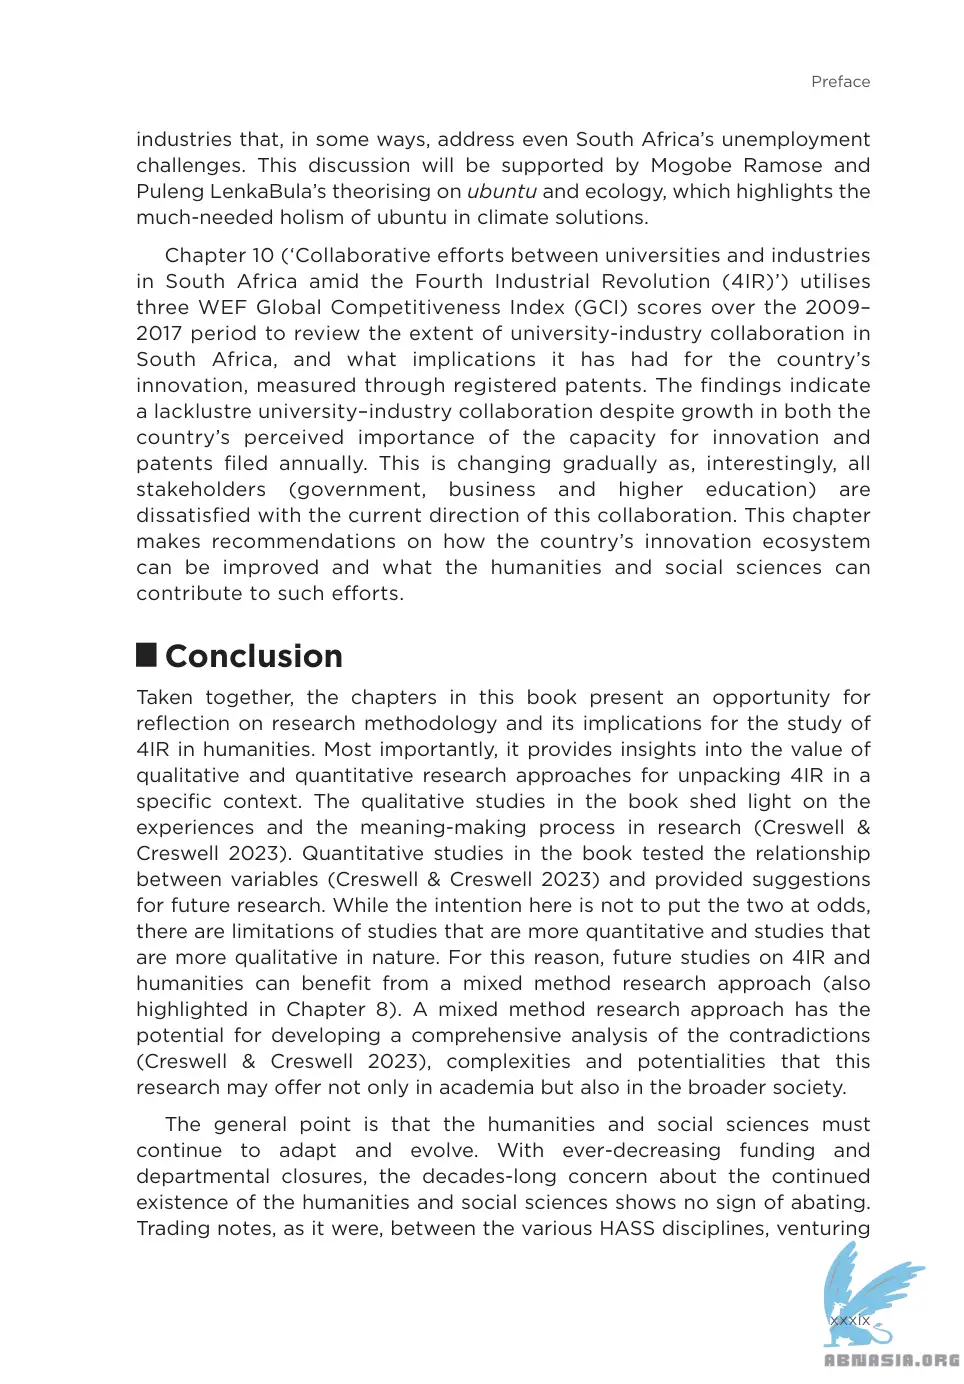 Preface
industries that, in some ways, address even South Africa’s unemployment
challenges. This discussion will be supported by Mogobe Ramose and
Puleng LenkaBula’s theorising on ubuntu and ecology, which highlights the
much-needed holism of ubuntu in climate solutions.
Chapter 10 (‘Collaborative efforts between universities and industries
in South Africa amid the Fourth Industrial Revolution (4IR)’) utilises
three WEF Global Competitiveness Index (GCI) scores over the 2009–
2017 period to review the extent of university-industry collaboration in
South Africa, and what implications it has had for the country’s
innovation, measured through registered patents. The findings indicate
a lacklustre university–industry collaboration despite growth in both the
country’s perceived importance of the capacity for innovation and
patents filed annually. This is changing gradually as, interestingly, all
stakeholders (government, business and higher education) are
dissatisfied with the current direction of this collaboration. This chapter
makes recommendations on how the country’s innovation ecosystem
can be improved and what the humanities and social sciences can
contribute to such efforts.
Conclusion
Taken together, the chapters in this book present an opportunity for
reflection on research methodology and its implications for the study of
4IR in humanities. Most importantly, it provides insights into the value of
qualitative and quantitative research approaches for unpacking 4IR in a
specific context. The qualitative studies in the book shed light on the
experiences and the meaning-making process in research (Creswell &
Creswell 2023). Quantitative studies in the book tested the relationship
between variables (Creswell & Creswell 2023) and provided suggestions
for future research. While the intention here is not to put the two at odds,
there are limitations of studies that are more quantitative and studies that
are more qualitative in nature. For this reason, future studies on 4IR and
humanities can benefit from a mixed method research approach (also
highlighted in Chapter 8). A mixed method research approach has the
potential for developing a comprehensive analysis of the contradictions
(Creswell & Creswell 2023), complexities and potentialities that this
research may offer not only in academia but also in the broader society.
The general point is that the humanities and social sciences must
continue to adapt and evolve. With ever-decreasing funding and
departmental closures, the decades-long concern about the continued
existence of the humanities and social sciences shows no sign of abating.
Trading notes, as it were, between the various HASS disciplines, venturing
xxxix
ABNASIA.ORG